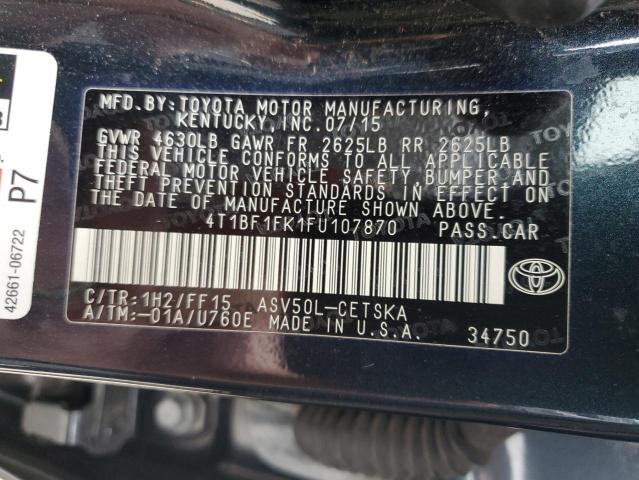 MFD.BY:TOYOTA MOTOR MANUFACTURING,
KENTUCKY,INC.07/15
GVWR 4630LB GAWR FR 2625LB RR 2625LB
THIS VEHICLE CONFORMS TO ALL APPLICABLE
FEDERAL MOTOR VEHICLE SAFETY, BUMPER AND
THEFT PREVENTION STANDARDS IN EFFECT ON
THE DATE OF MANUFACTURE SHOWN ABOVE.
4T1BF1FK1FU107870 PASS.CAR
C/TR:1H2/FF15 ASV50L-CETSKA
A/TM:-01A/U760E MADE IN U.S.A. 34750
P7
42661-06722